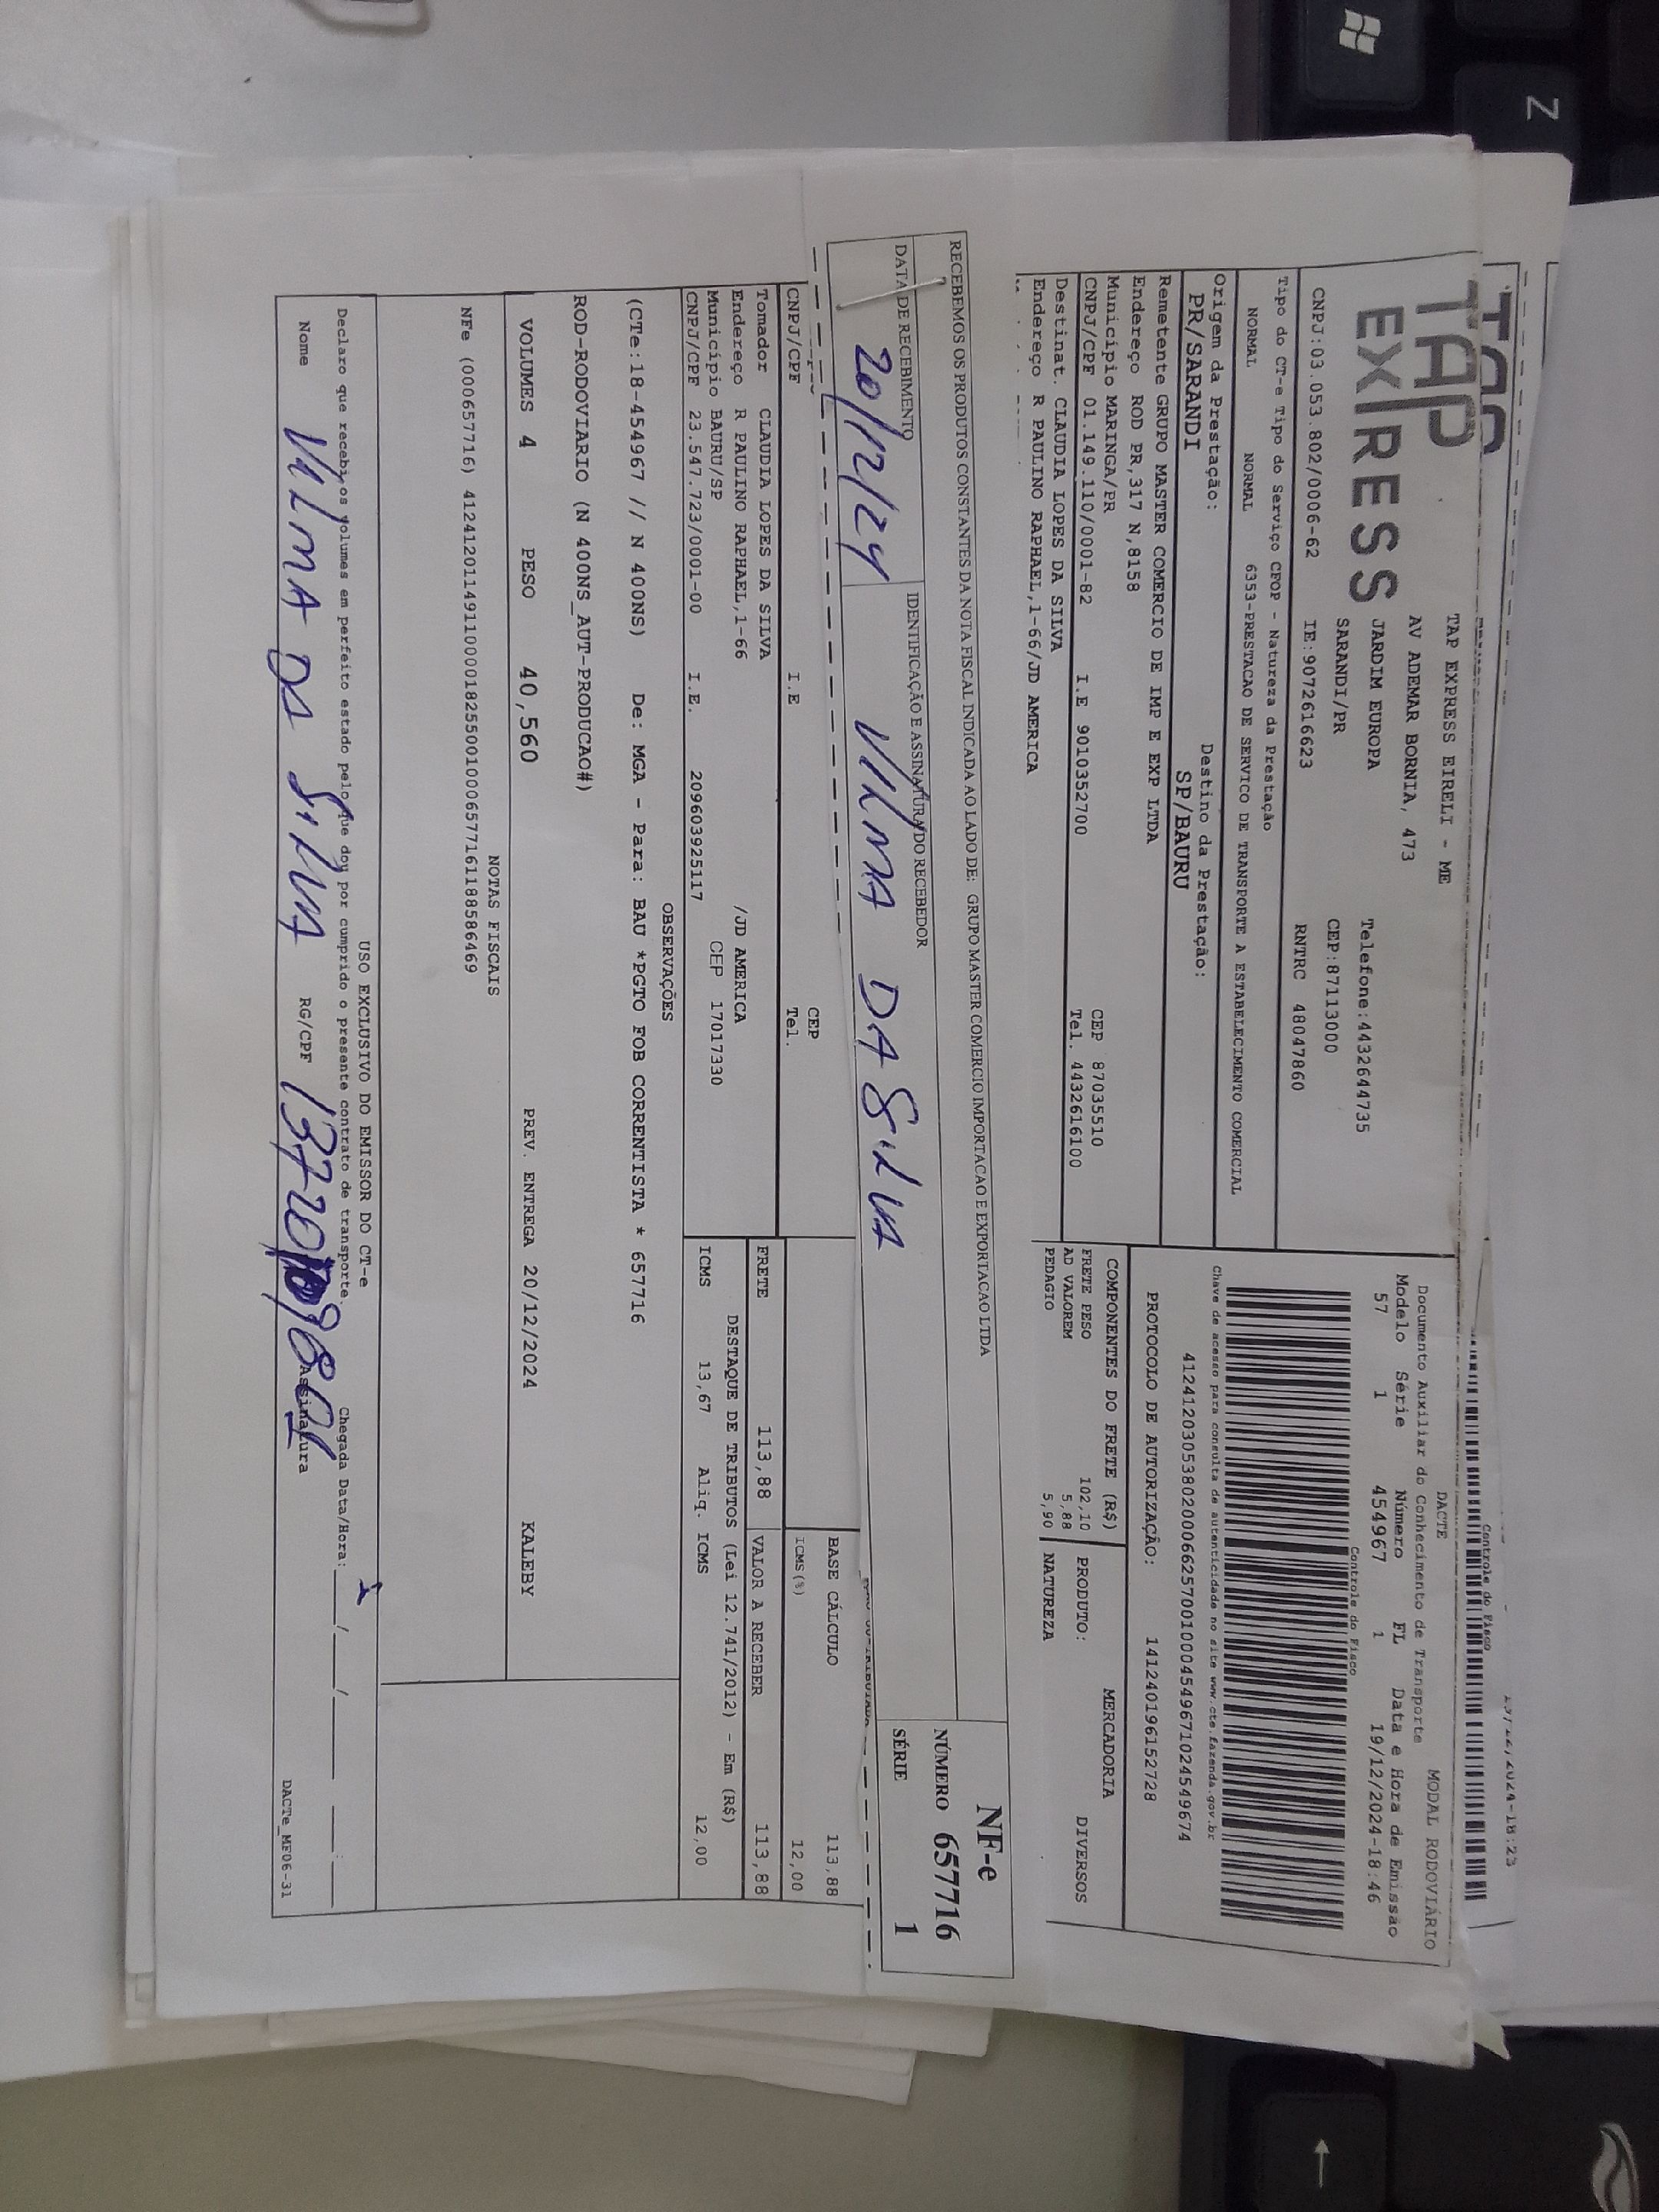 TAP
EXPRESS
TAP EXPRESS EIRELI - ME
AV ADEMAR BORNIA, 473
JARDIM EUROPA
SARANDI/PR
Telefone:4432644735
CEP:87113000
CNPJ:03.053.802/0006-62 IE:9072616623 RNTRC 48047860
Controle do Fisco
DACTE
Documento Auxiliar do Conhecimento de Transporte
MODAL RODOVIÁRIO
Modelo Série Número FL Data e Hora de Emissão
57 1 454967 1 19/12/2024-18:46
Controle do Fisco
Chave de acesso para consulta de autenticidade no site www.cte.fazenda.gov.br
41241203053802000662570010004549671024549674
PROTOCOLO DE AUTORIZAÇÃO: 141240196152728
Tipo do CT-e Tipo do Serviço CFOP - Natureza da Prestação
NORMAL NORMAL 6353-PRESTACAO DE SERVICO DE TRANSPORTE A ESTABELECIMENTO COMERCIAL
Origem da Prestação: Destino da Prestação:
PR/SARANDI SP/BAURU
Remetente GRUPO MASTER COMERCIO DE IMP E EXP LTDA
Endereço ROD PR,317 N,8158
Município MARINGA/PR CEP 87035510
CNPJ/CPF 01.149.110/0001-82 I.E 9010352700 Tel. 4432616100
Destinat. CLAUDIA LOPES DA SILVA
Endereço R PAULINO RAPHAEL,1-66/JD AMERICA
COMPONENTES DO FRETE (R$)
FRETE PESO 102,10
AD VALOREM 5,88
PEDAGIO 5,90
MERCADORIA
PRODUTO: DIVERSOS
NATUREZA
RECEBEMOS OS PRODUTOS CONSTANTES DA NOTA FISCAL INDICADA AO LADO DE: GRUPO MASTER COMERCIO IMPORTACAO E EXPORTACAO LTDA
DATA DE RECEBIMENTO IDENTIFICAÇÃO E ASSINATURA DO RECEBEDOR
20/12/24 VILMA DA SILVA
NF-e
NÚMERO 657716
SÉRIE 1
CEP
CNPJ/CPF I.E Tel.
BASE CÁLCULO 113,88
ICMS(%) 12,00
Tomador CLAUDIA LOPES DA SILVA
Endereço R PAULINO RAPHAEL,1-66 /JD AMERICA
Município BAURU/SP CEP 17017330
CNPJ/CPF 23.547.723/0001-00 I.E. 209603925117
FRETE 113,88 VALOR A RECEBER 113,88
DESTAQUE DE TRIBUTOS (Lei 12.741/2012) - Em (R$)
ICMS 13,67 Aliq. ICMS 12,00
OBSERVAÇÕES
(CTe:18-454967 // N 400NS) De: MGA - Para: BAU *PGTO FOB CORRENTISTA * 657716
ROD-RODOVIARIO (N 400NS_AUT-PRODUCAO#)
VOLUMES 4 PESO 40,560 PREV. ENTREGA 20/12/2024 KALEBY
NOTAS FISCAIS
NFe (000657716) 41241201149110000182550010006577161188586469
USO EXCLUSIVO DO EMISSOR DO CT-e
Declaro que recebi os volumes em perfeito estado pelo que dou por cumprido o presente contrato de transporte. Chegada Data/Hora: ___/___/___ ___:___
Nome VILMA DA SILVA RG/CPF Assinatura
DACTe_MF06-31